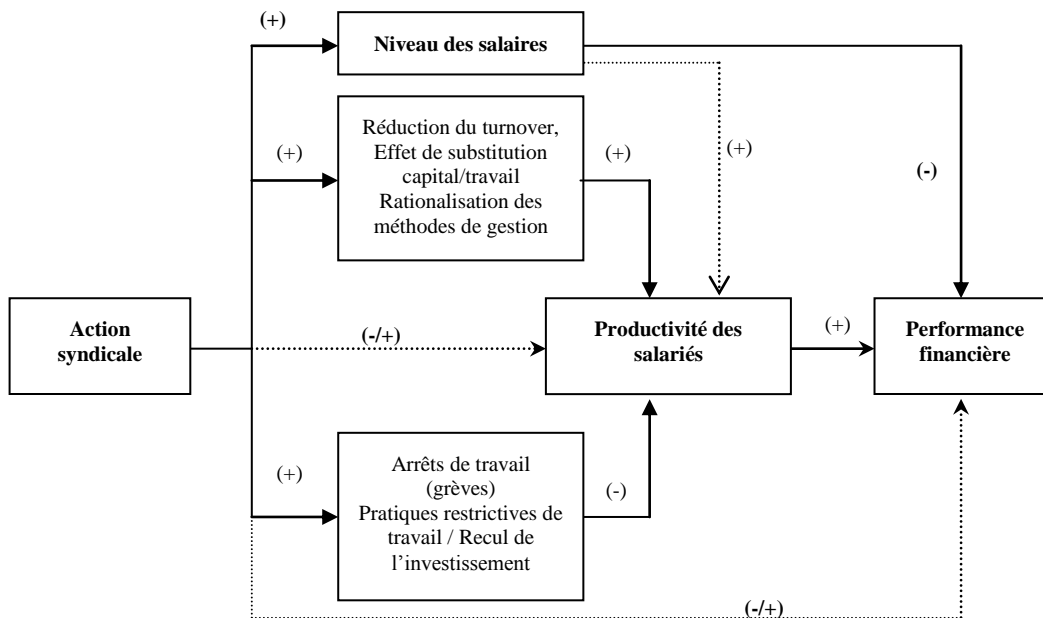 (+)
Niveau des salaires
Réduction du turnover,
Effet de substitution
capital/travail
Rationalisation des
méthodes de gestion
(+)
(+)
(+)
(-)
Action
syndicale
(-/+)
Productivité des
salariés
(+)
Performance
financière
(+)
Arrêts de travail
(grèves)
Pratiques restrictives de
travail / Recul de
l’investissement
(-)
(-/+)